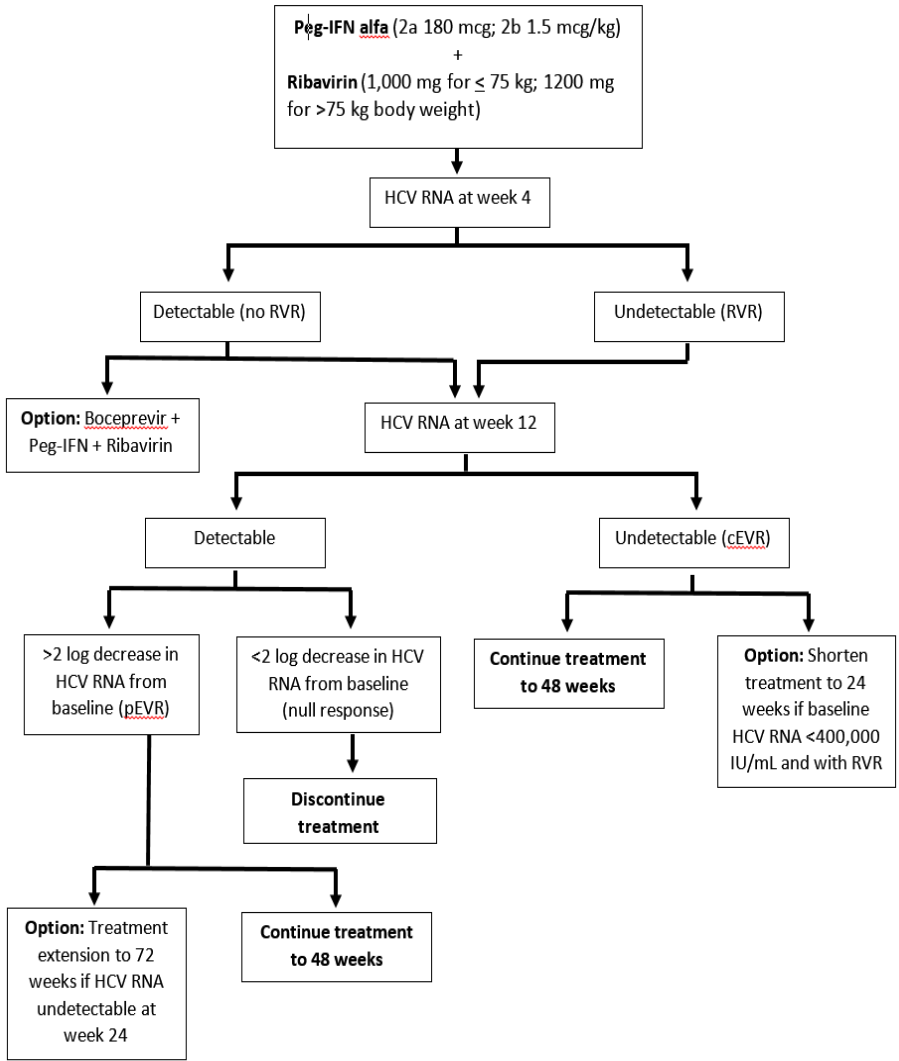 Peg-IFN alfa (2a 180 mcg; 2b 1.5 mcg/kg)
+
Ribavirin (1,000 mg for ≤ 75 kg; 1200 mg
for >75 kg body weight)
HCV RNA at week 4
Detectable (no RVR)
Undetectable (RVR)
Option: Boceprevir +
Peg-IFN + Ribavirin
HCV RNA at week 12
Detectable
Undetectable (cEVR)
>2 log decrease in
HCV RNA from
baseline (pEVR)
<2 log decrease in HCV
RNA from baseline
(null response)
Continue treatment
to 48 weeks
Option: Shorten
treatment to 24
weeks if baseline
HCV RNA <400,000
IU/mL and with RVR
Discontinue
treatment
Option: Treatment
extension to 72
weeks if HCV RNA
undetectable at
week 24
Continue treatment
to 48 weeks